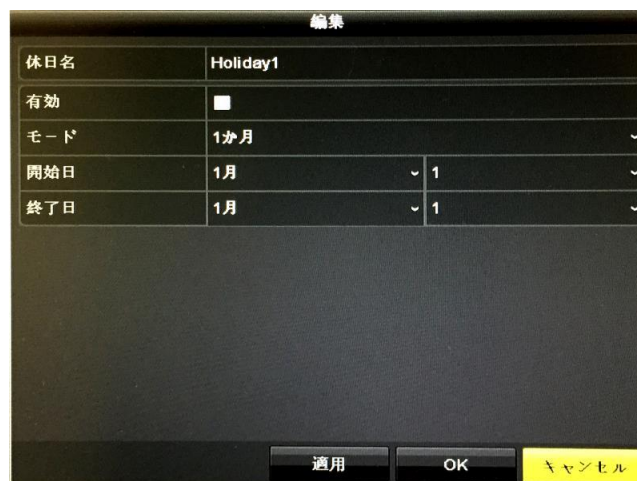 編集
休日名 Holiday1
有効
モード 1か月
開始日 1月 1
終了日 1月 1
適用 OK キャンセル